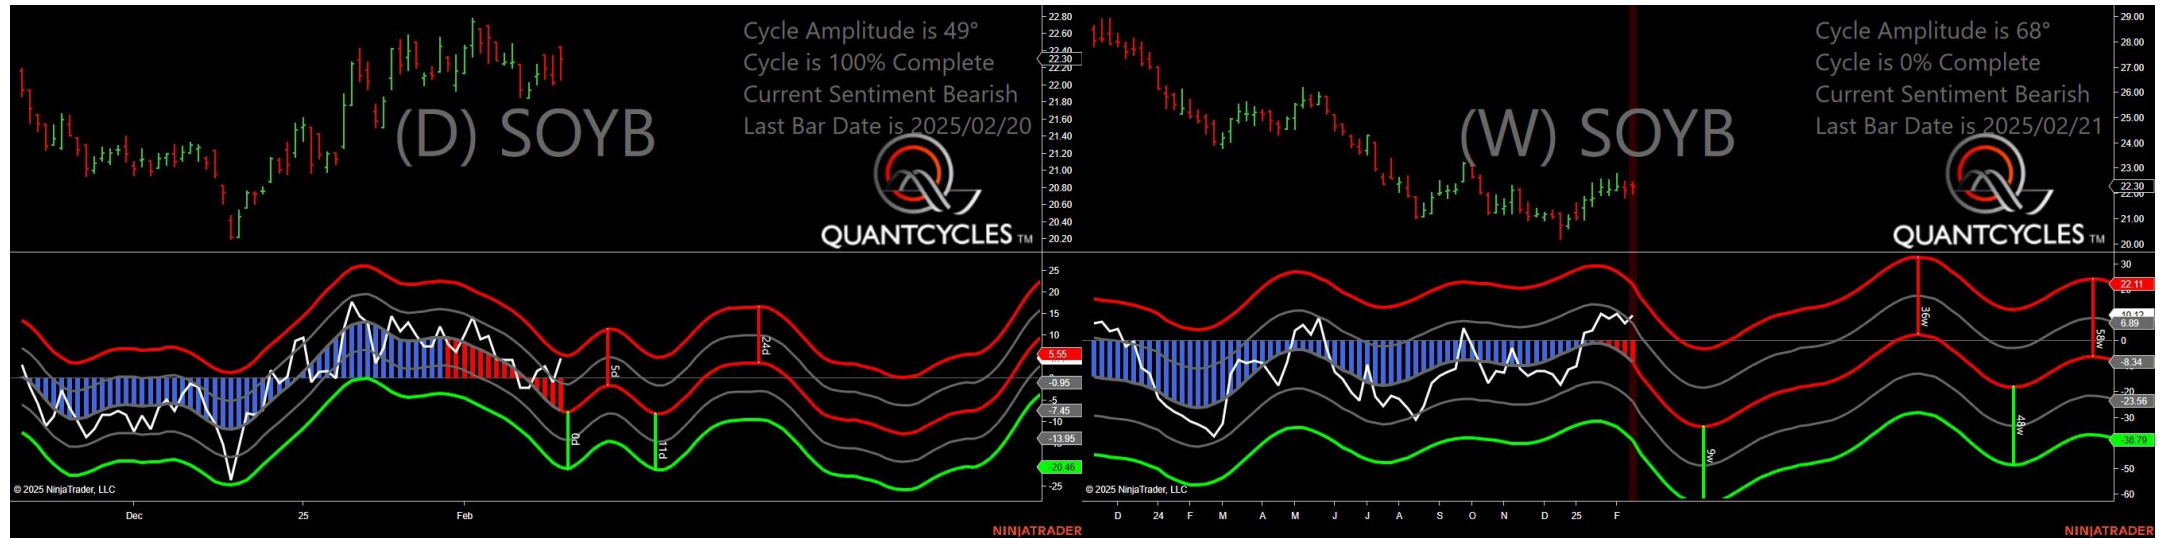 Cycle Amplitude is 49°
Cycle is 100% Complete
Current Sentiment Bearish
Last Bar Date is 2025/02/20
(D) SOYB
QUANTCYCLES TM
22.80
22.60
22.40
22.30
22.20
21.80
21.60
21.40
21.20
21.00
20.80
20.60
20.40
20.20
25
20
15
10
5.55
-0.95
-5
-7.45
-10
-13.95
-20.46
-25
0d
5d
11d
24d
© 2025 NinjaTrader, LLC
Dec
25
Feb
NINJATRADER
Cycle Amplitude is 68°
Cycle is 0% Complete
Current Sentiment Bearish
Last Bar Date is 2025/02/21
(W) SOYB
QUANTCYCLES TM
29.00
28.00
27.00
26.00
25.00
24.00
23.00
22.30
22.00
21.00
20.00
30
22.11
10.12
6.89
0
-8.34
-20
-23.56
-30
-38.79
-50
-60
9w
36w
48w
58w
© 2025 NinjaTrader, LLC
D 24 F M A M J J A S O N D 25 F
NINJATRADER